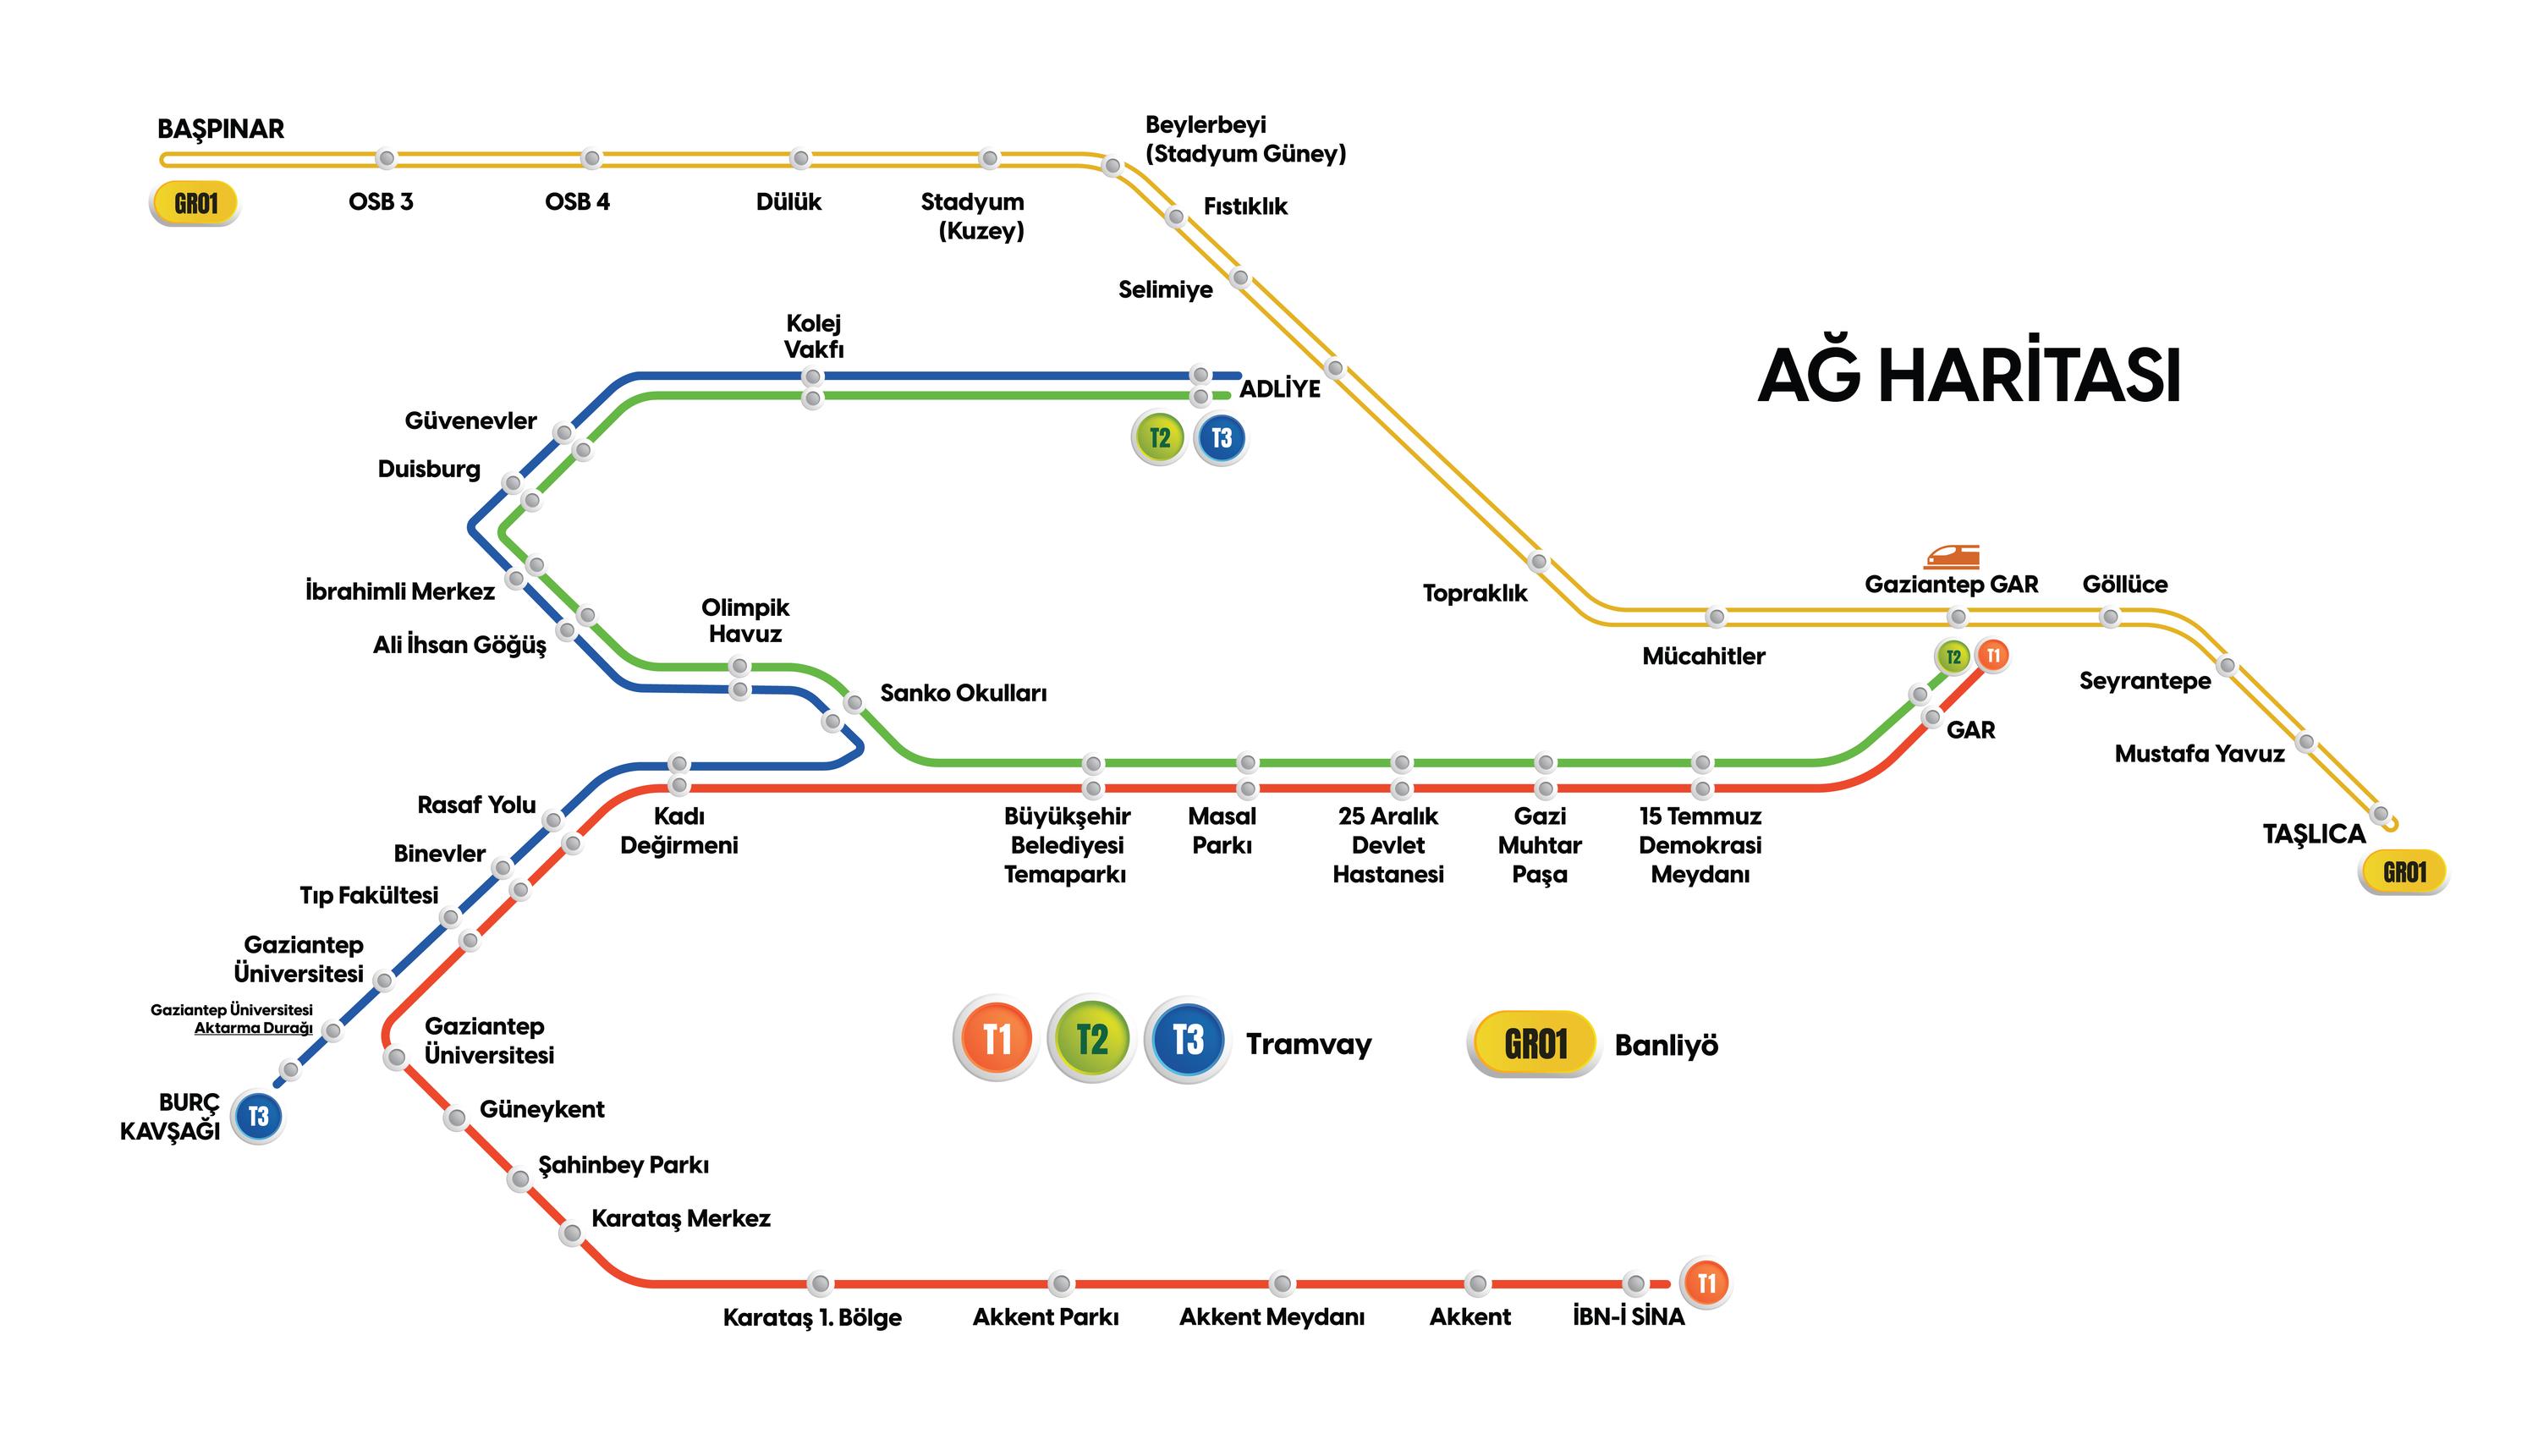 BAŞPINAR
GR01
OSB 3
OSB 4
Dülük
Stadyum
(Kuzey)
Beylerbeyi
(Stadyum Güney)
Fıstıklık
Selimiye
AĞ HARİTASI
Kolej
Vakfı
ADLİYE
T2
T3
Güvenevler
Duisburg
İbrahimli Merkez
Ali İhsan Göğüş
Olimpik
Havuz
Sanko Okulları
Topraklık
Mücahitler
Gaziantep GAR
Göllüce
T2
T1
GAR
Seyrantepe
Mustafa Yavuz
TAŞLICA
GR01
Rasaf Yolu
Binevler
Tıp Fakültesi
Gaziantep
Üniversitesi
Gaziantep Üniversitesi
Aktarma Durağı
BURÇ
KAVŞAĞI
T3
Kadı
Değirmeni
Büyükşehir
Belediyesi
Temaparkı
Masal
Parkı
25 Aralık
Devlet
Hastanesi
Gazi
Muhtar
Paşa
15 Temmuz
Demokrasi
Meydanı
T1
T2
T3
Tramvay
GR01
Banliyö
Gaziantep
Üniversitesi
Güneykent
Şahinbey Parkı
Karataş Merkez
Karataş 1. Bölge
Akkent Parkı
Akkent Meydanı
Akkent
İBN-İ SİNA
T1